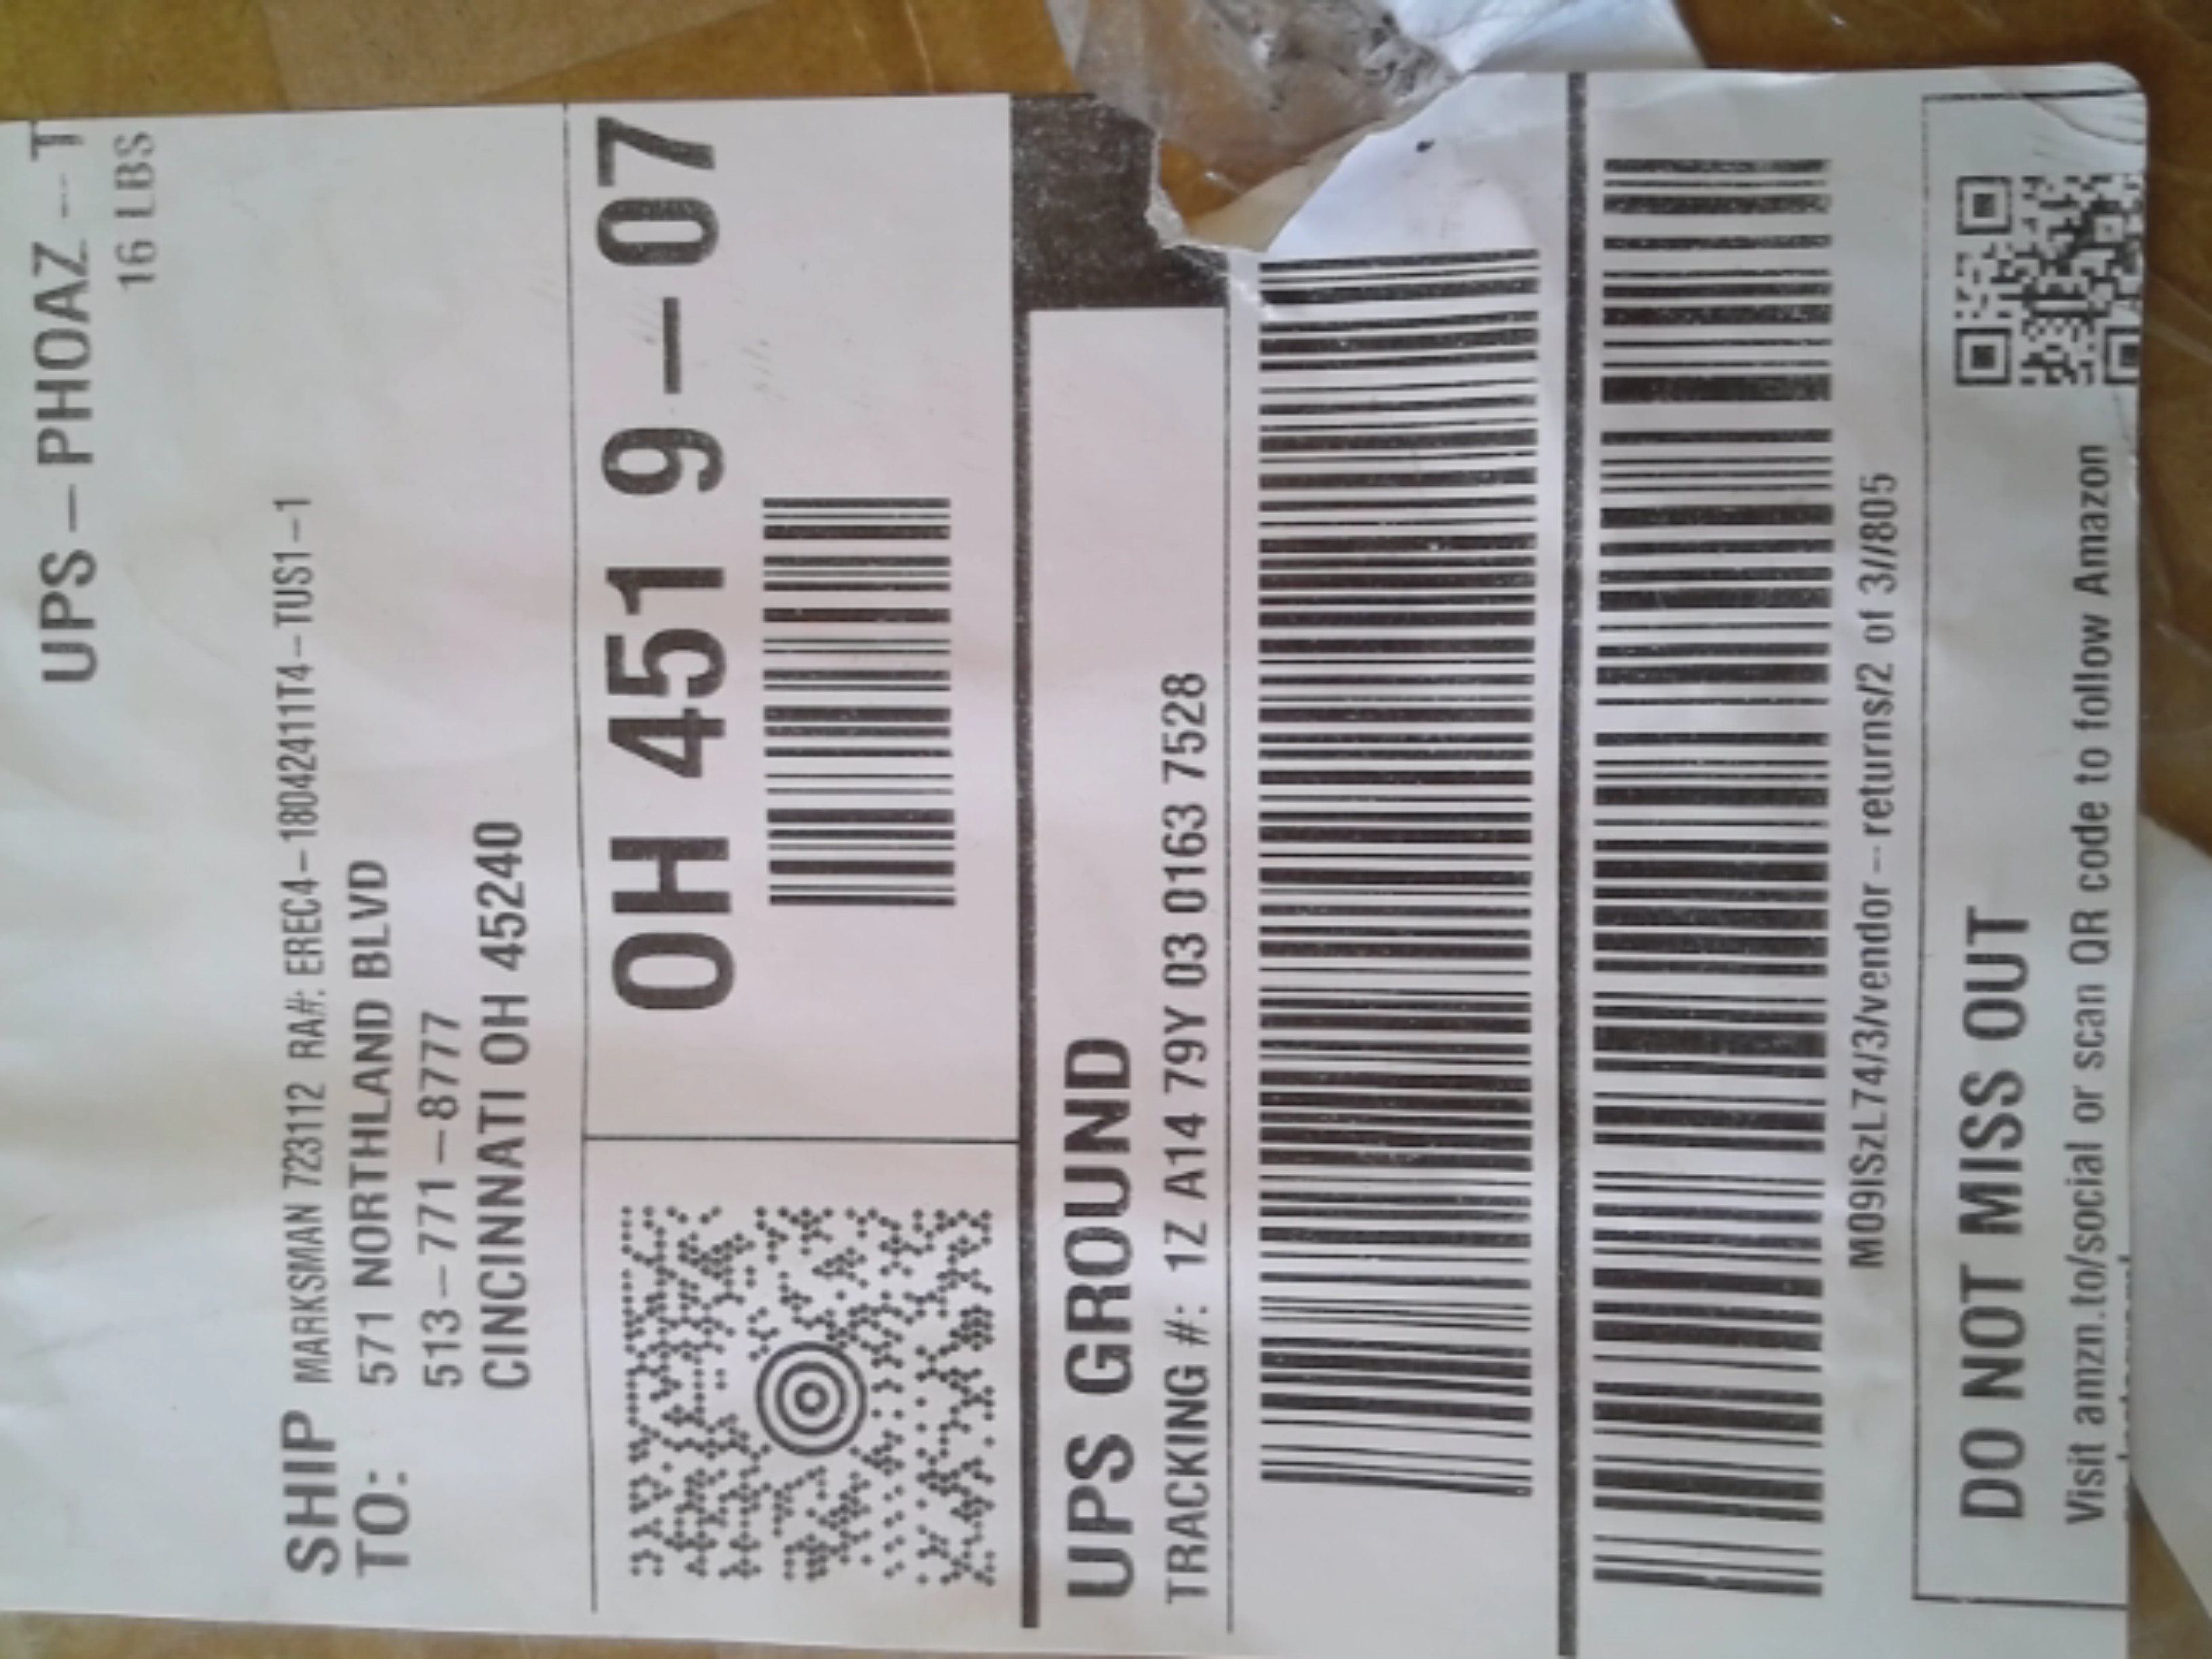 UPS - PHOAZ -- T
16 LBS
SHIP TO:
MARKSMAN 723112 RA#: EREC4-180424111T4-TUS1-1
571 NORTHLAND BLVD
513-771-8777
CINCINNATI OH 45240
OH 451 9-07
UPS GROUND
TRACKING #: 1Z A14 79Y 03 0163 7528
M09ISzL74/3/vendor -- returns/2 of 3//805
DO NOT MISS OUT
Visit amzn.to/social or scan QR code to follow Amazon